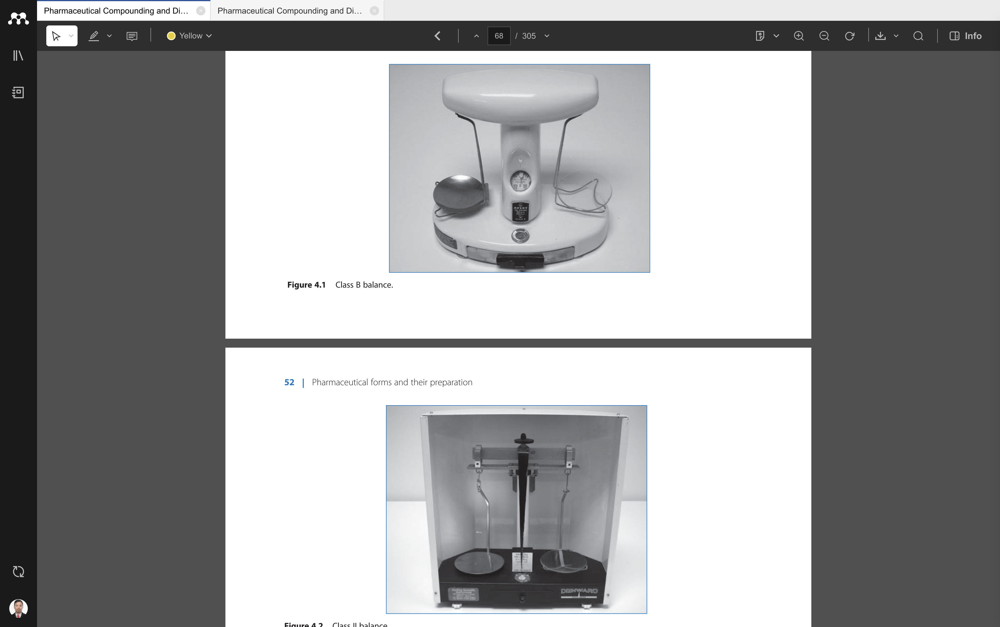 Pharmaceutical Compounding and Di...
Pharmaceutical Compounding and Di...
Yellow
68 / 305
Info
AVERY
CLASS B
Figure 4.1 Class B balance.
52 | Pharmaceutical forms and their preparation
DENWARD
Figure 4.2 Class II balance